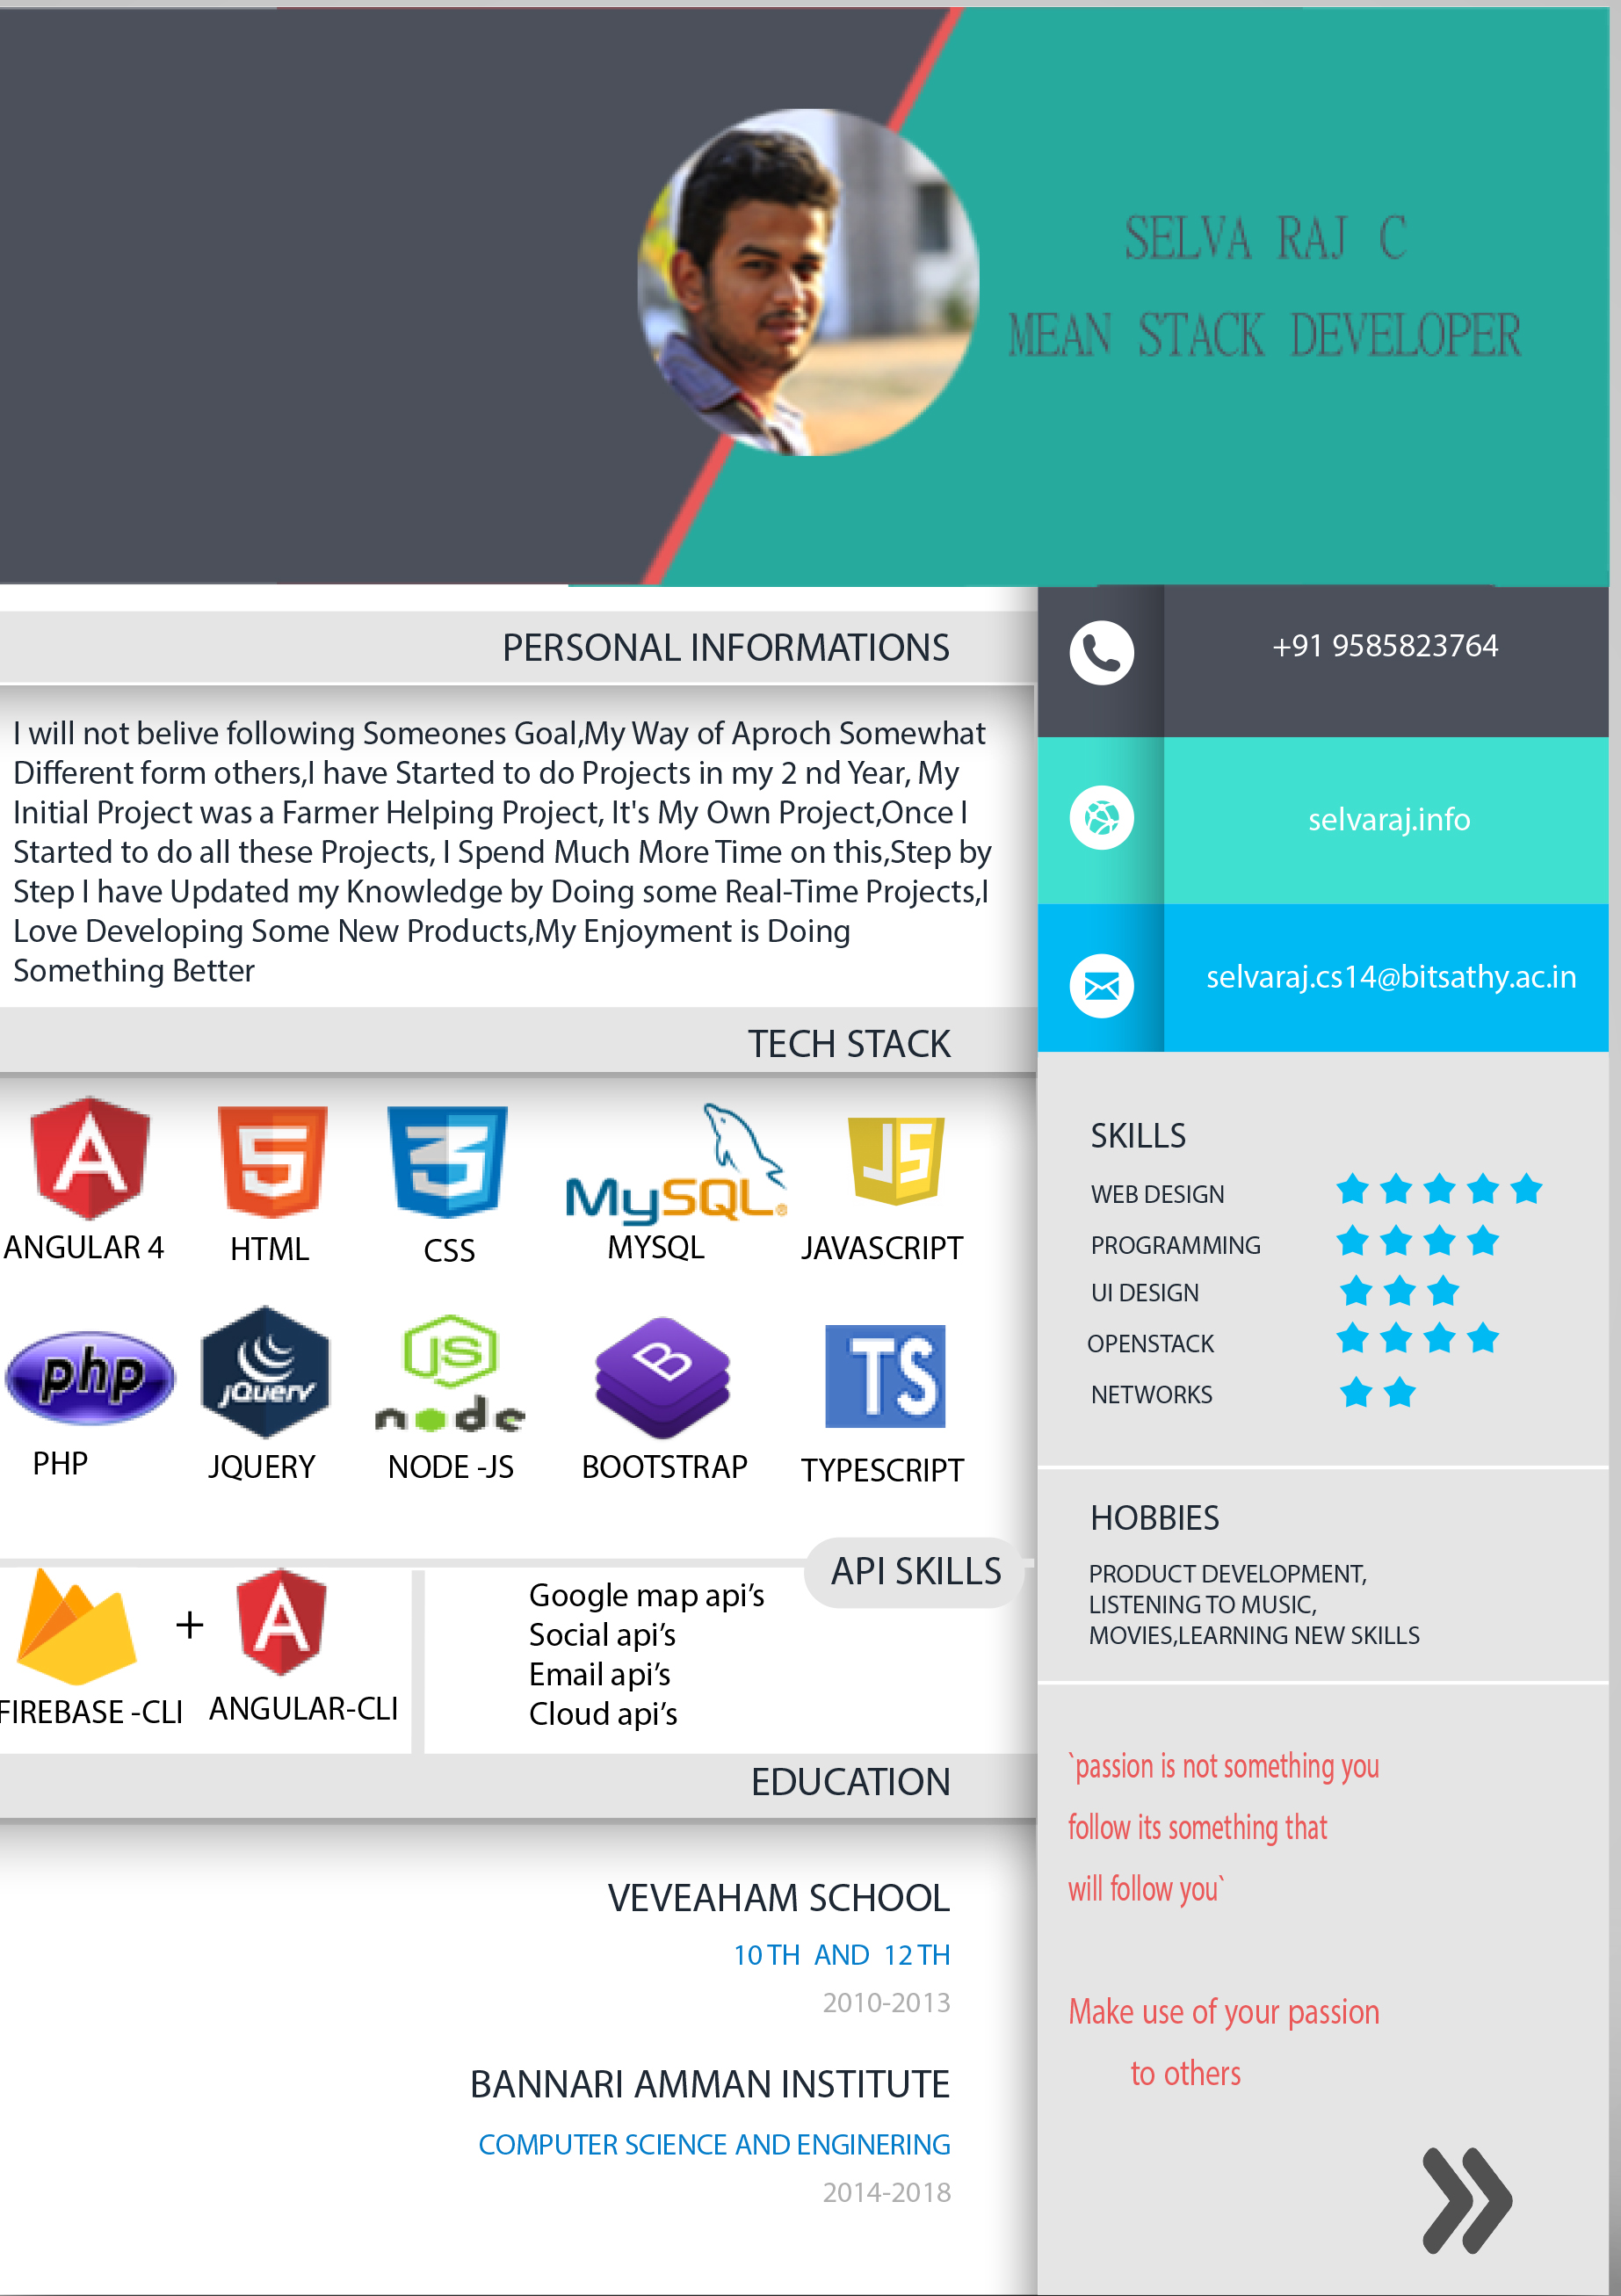 SELVA RAJ C
MEAN STACK DEVELOPER
PERSONAL INFORMATIONS
I will not belive following Someones Goal,My Way of Aproch Somewhat
Different form others,I have Started to do Projects in my 2 nd Year, My
Initial Project was a Farmer Helping Project, It's My Own Project,Once I
Started to do all these Projects, I Spend Much More Time on this,Step by
Step I have Updated my Knowledge by Doing some Real-Time Projects,I
Love Developing Some New Products,My Enjoyment is Doing
Something Better
TECH STACK
A
5
3
MySQL®
JS
ANGULAR 4
HTML
CSS
MYSQL
JAVASCRIPT
php
jQuery
JS
node
B
TS
PHP
JQUERY
NODE -JS
BOOTSTRAP
TYPESCRIPT
API SKILLS
+
A
FIREBASE -CLI
ANGULAR-CLI
Google map api’s
Social api’s
Email api’s
Cloud api’s
EDUCATION
VEVEAHAM SCHOOL
10 TH AND 12 TH
2010-2013
BANNARI AMMAN INSTITUTE
COMPUTER SCIENCE AND ENGINERING
2014-2018
+91 9585823764
selvaraj.info
selvaraj.cs14@bitsathy.ac.in
SKILLS
WEB DESIGN
PROGRAMMING
UI DESIGN
OPENSTACK
NETWORKS
HOBBIES
PRODUCT DEVELOPMENT,
LISTENING TO MUSIC,
MOVIES,LEARNING NEW SKILLS
`passion is not something you
follow its something that
will follow you`
Make use of your passion
to others